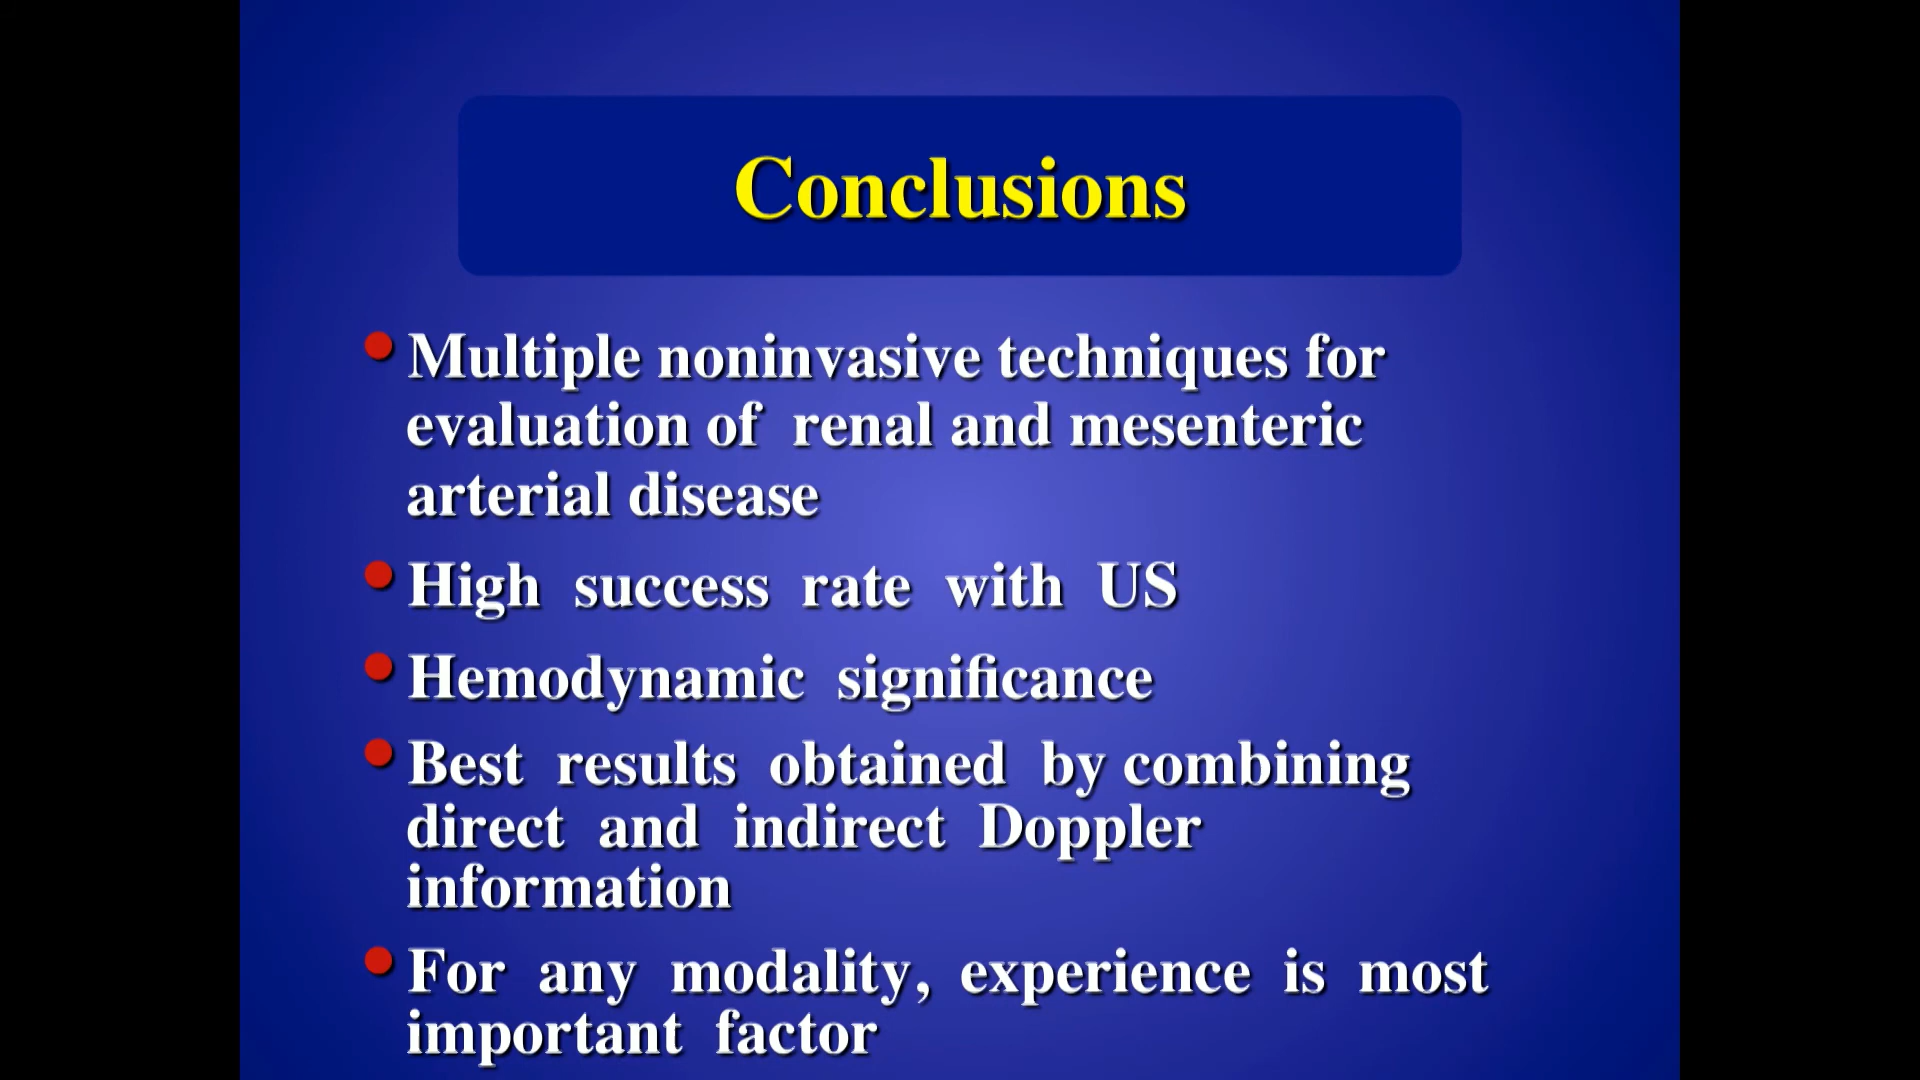 Conclusions
• Multiple noninvasive techniques for
evaluation of renal and mesenteric
arterial disease
• High success rate with US
• Hemodynamic significance
• Best results obtained by combining
direct and indirect Doppler
information
• For any modality, experience is most
important factor